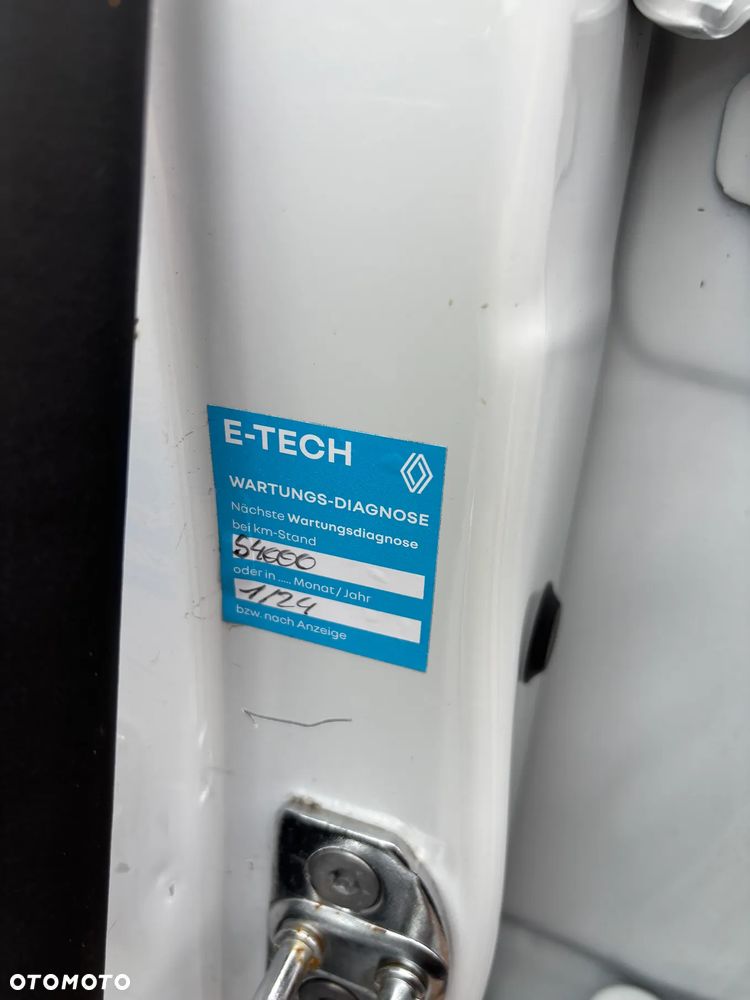 E-TECH
WARTUNGS-DIAGNOSE
Nächste Wartungsdiagnose
bei km-Stand
54000
oder in ..... Monat / Jahr
1/24
bzw. nach Anzeige
OTOMOTO